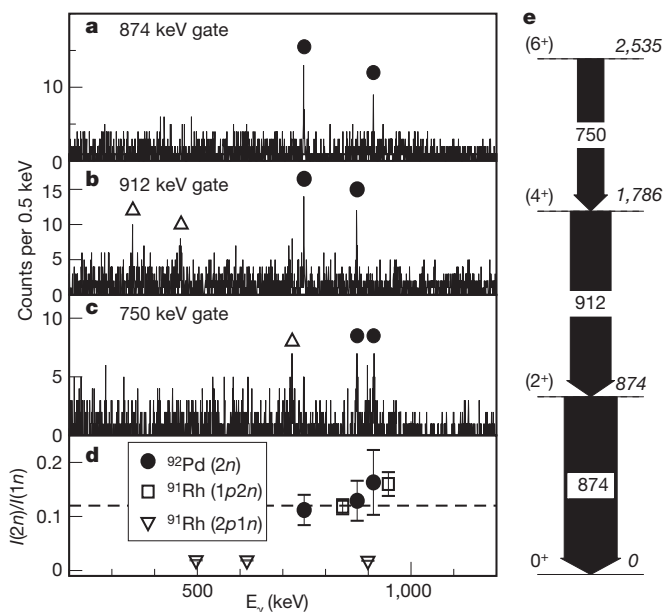 a 874 keV gate
10
0
b 912 keV gate
15
10
5
0
c 750 keV gate
10
5
0
Counts per 0.5 keV
d
0.2
0.1
0
I(2n)/I(1n)
⁹²Pd (2n)
⁹¹Rh (1p2n)
⁹¹Rh (2p1n)
500
1,000
Eγ (keV)
e
(6⁺) 2,535
750
(4⁺) 1,786
912
(2⁺) 874
874
0⁺ 0